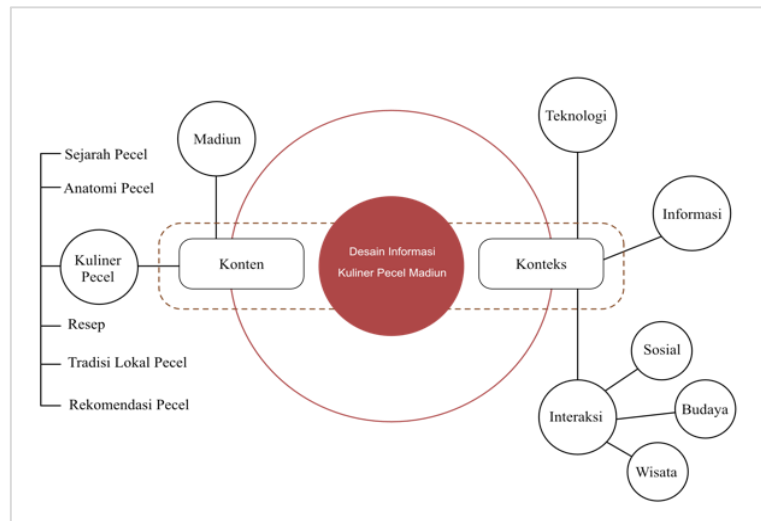 Sejarah Pecel
Anatomi Pecel
Kuliner
Pecel
Resep
Tradisi Lokal Pecel
Rekomendasi Pecel
Madiun
Konten
Desain Informasi
Kuliner Pecel Madiun
Konteks
Teknologi
Informasi
Interaksi
Sosial
Budaya
Wisata